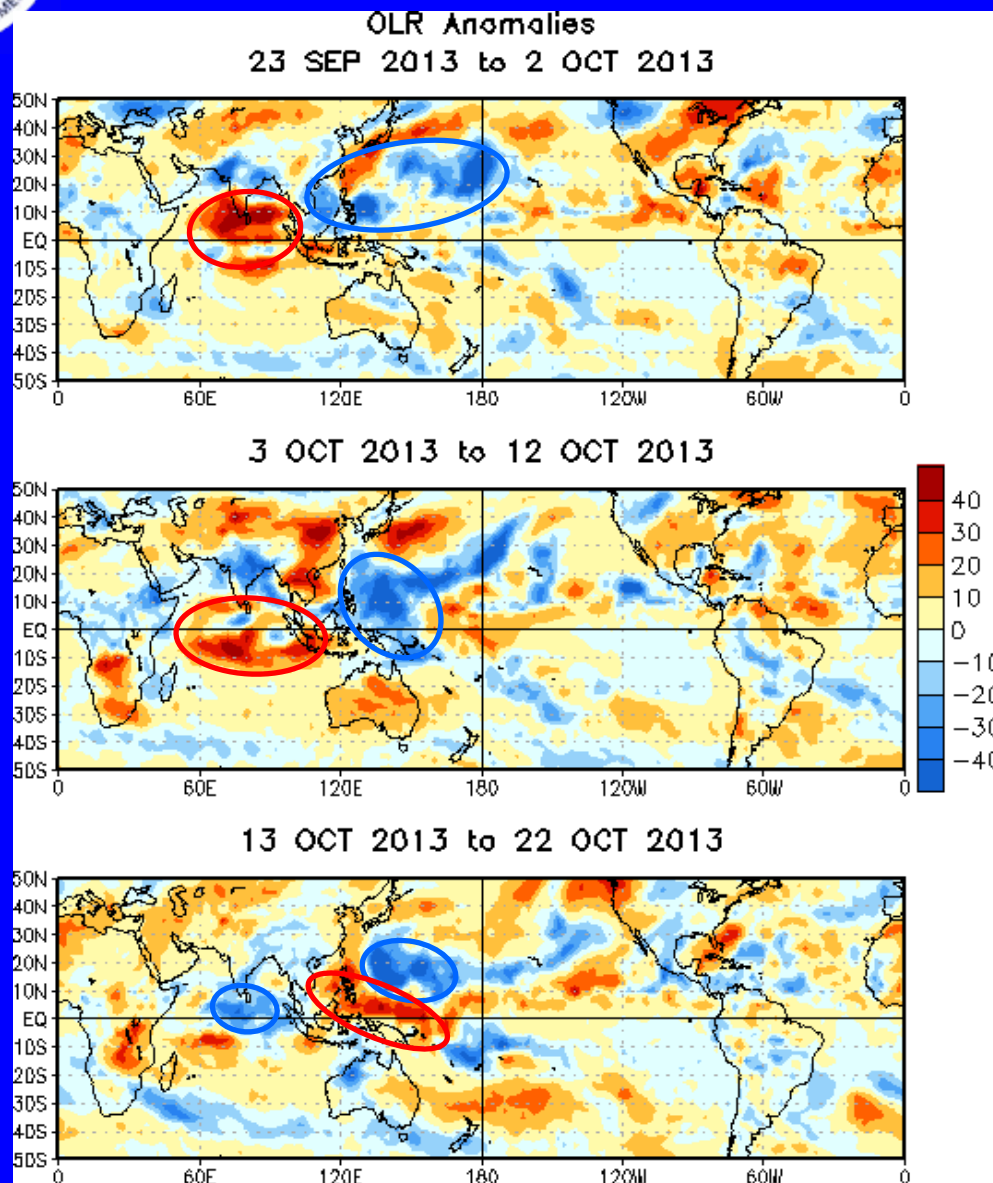 OLR Anomalies
23 SEP 2013 to 2 OCT 2013
50N
40N
30N
20N
10N
EQ
10S
20S
30S
40S
50S
0 60E 120E 180 120W 60W 0
3 OCT 2013 to 12 OCT 2013
50N
40N
30N
20N
10N
EQ
10S
20S
30S
40S
50S
0 60E 120E 180 120W 60W 0
40
30
20
10
0
−10
−20
−30
−40
13 OCT 2013 to 22 OCT 2013
50N
40N
30N
20N
10N
EQ
10S
20S
30S
40S
50S
0 60E 120E 180 120W 60W 0